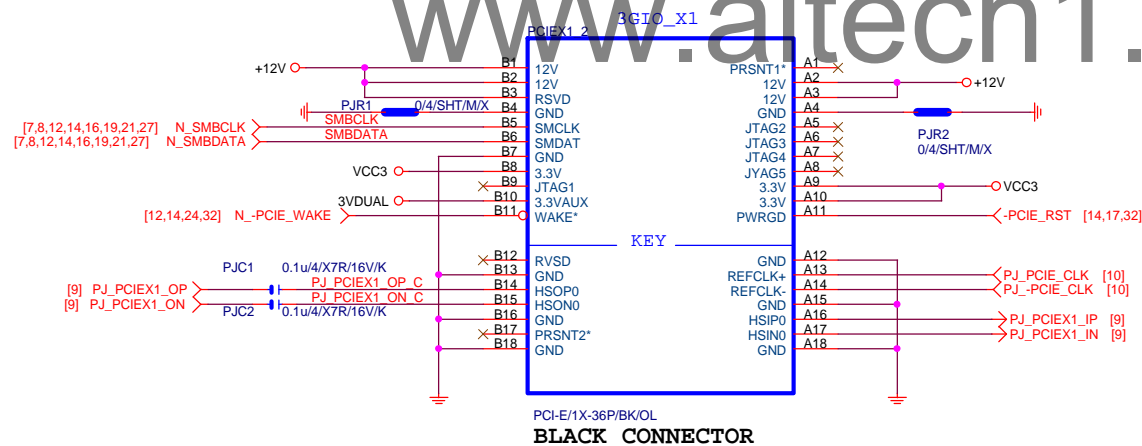 www.altech1.
3GIO_X1
PCIEX1_2
+12V
B1 12V
B2 12V
B3 RSVD
PJR1 0/4/SHT/M/X
B4 GND
[7,8,12,14,16,19,21,27] N_SMBCLK SMBCLK B5 SMCLK
[7,8,12,14,16,19,21,27] N_SMBDATA SMBDATA B6 SMDAT
B7 GND
VCC3 B8 3.3V
B9 JTAG1
3VDUAL B10 3.3VAUX
[12,14,24,32] N_-PCIE_WAKE B11 WAKE*
PRSNT1* A1
12V A2 +12V
12V A3
GND A4
PJR2
0/4/SHT/M/X
JTAG2 A5
JTAG3 A6
JTAG4 A7
JYAG5 A8
3.3V A9 VCC3
3.3V A10
PWRGD A11 -PCIE_RST [14,17,32]
KEY
B12 RVSD
PJC1 0.1u/4/X7R/16V/K
B13 GND
[9] PJ_PCIEX1_OP PJ_PCIEX1_OP_C B14 HSOP0
[9] PJ_PCIEX1_ON PJ_PCIEX1_ON_C B15 HSON0
PJC2 0.1u/4/X7R/16V/K
B16 GND
B17 PRSNT2*
B18 GND
GND A12
REFCLK+ A13 PJ_PCIE_CLK [10]
REFCLK- A14 PJ_-PCIE_CLK [10]
GND A15
HSIP0 A16 PJ_PCIEX1_IP [9]
HSIN0 A17 PJ_PCIEX1_IN [9]
GND A18
PCI-E/1X-36P/BK/OL
BLACK CONNECTOR